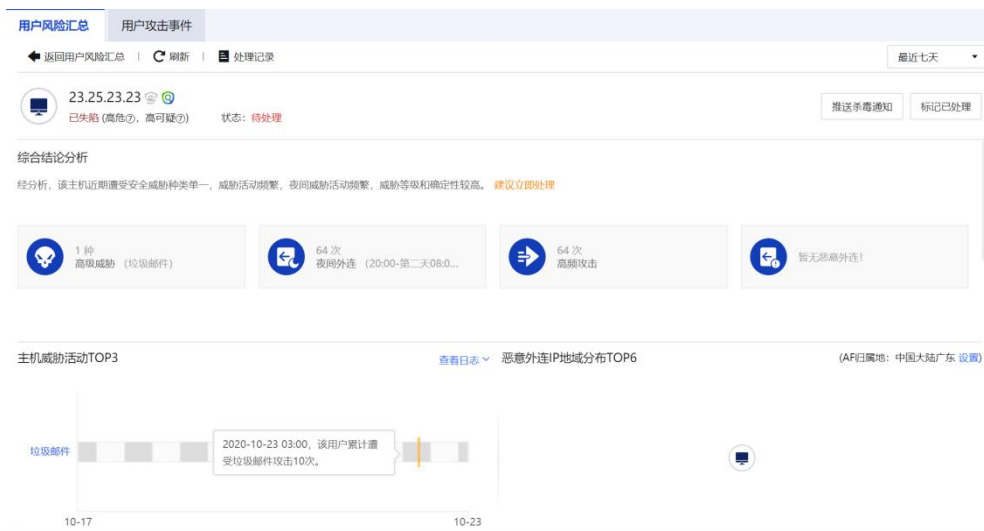 用户风险汇总 用户攻击事件
返回用户风险汇总 刷新 处理记录 最近七天
23.25.23.23
已失陷 (高危?, 高可疑?) 状态: 待处理 推送杀毒通知 标记已处理
综合结论分析
经分析，该主机近期遭受安全威胁种类单一，威胁活动频繁，夜间威胁活动频繁，威胁等级和确定性较高。 建议立即处理
1 种
高级威胁 (垃圾邮件)
64 次
夜间外连 (20:00-第二天08:0...
64 次
高频攻击
暂无恶意外连!
主机威胁活动TOP3 查看日志
恶意外连IP地域分布TOP6 (AF归属地: 中国大陆广东 设置)
垃圾邮件
2020-10-23 03:00, 该用户累计遭
受垃圾邮件攻击10次。
10-17 10-23